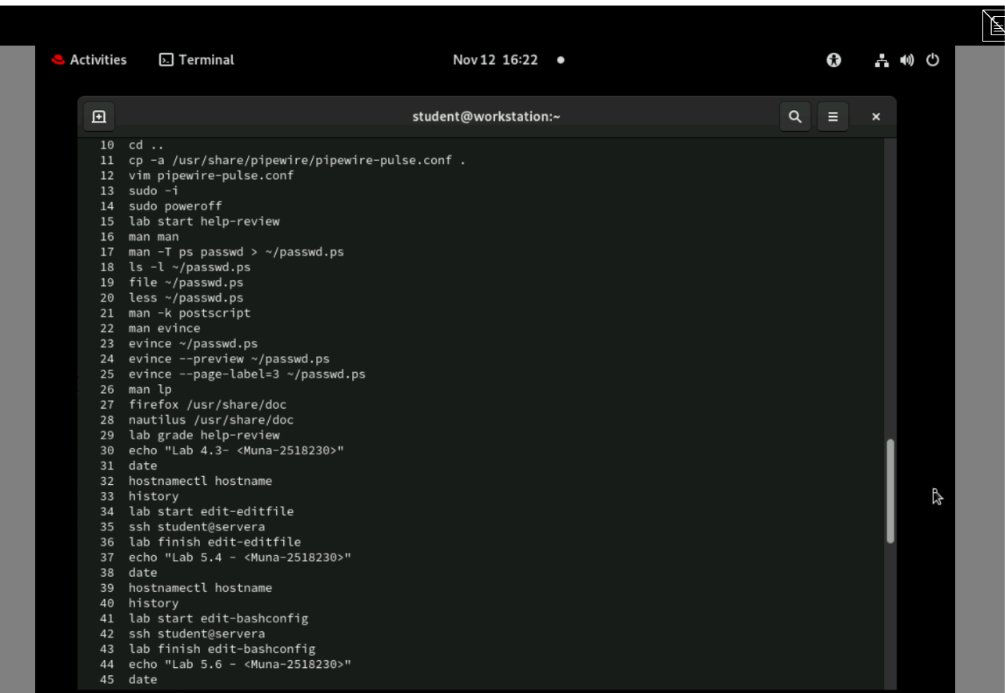 Activities Terminal Nov 12 16:22
student@workstation:~
10 cd ..
11 cp -a /usr/share/pipewire/pipewire-pulse.conf .
12 vim pipewire-pulse.conf
13 sudo -i
14 sudo poweroff
15 lab start help-review
16 man man
17 man -T ps passwd > ~/passwd.ps
18 ls -l ~/passwd.ps
19 file ~/passwd.ps
20 less ~/passwd.ps
21 man -k postscript
22 man evince
23 evince ~/passwd.ps
24 evince --preview ~/passwd.ps
25 evince --page-label=3 ~/passwd.ps
26 man lp
27 firefox /usr/share/doc
28 nautilus /usr/share/doc
29 lab grade help-review
30 echo "Lab 4.3- <Muna-2518230>"
31 date
32 hostnamectl hostname
33 history
34 lab start edit-editfile
35 ssh student@servera
36 lab finish edit-editfile
37 echo "Lab 5.4 - <Muna-2518230>"
38 date
39 hostnamectl hostname
40 history
41 lab start edit-bashconfig
42 ssh student@servera
43 lab finish edit-bashconfig
44 echo "Lab 5.6 - <Muna-2518230>"
45 date